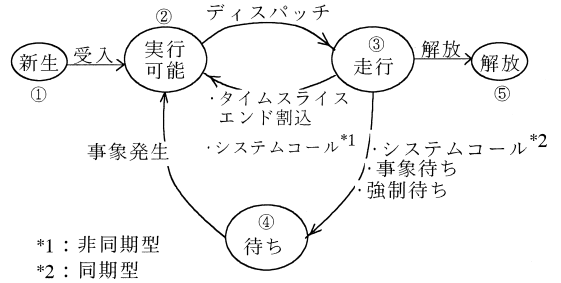 ディスパッチ
②
③
新生
受入
実行
可能
走行
解放
解放
①
⑤
・タイムスライス
エンド割込
事象発生
・システムコール*1
・システムコール*2
・事象待ち
・強制待ち
④
待ち
*1：非同期型
*2：同期型